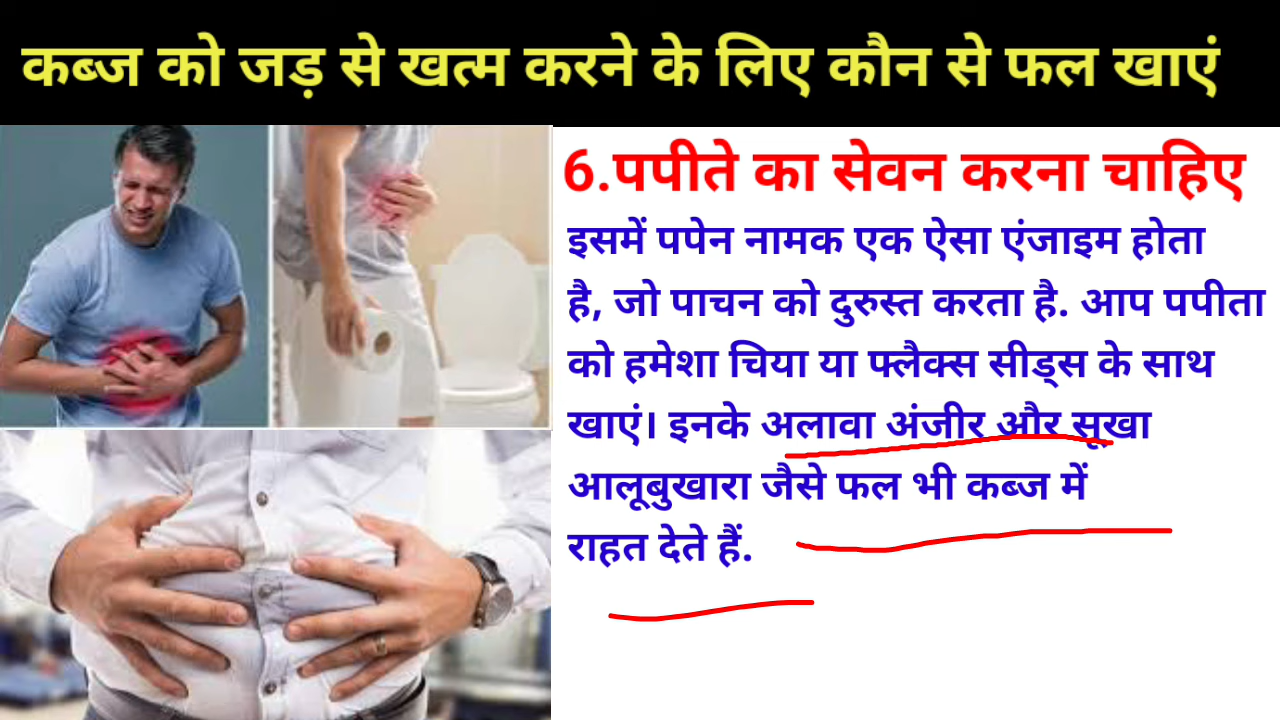 कब्ज को जड़ से खत्म करने के लिए कौन से फल खाएं
6.पपीते का सेवन करना चाहिए
इसमें पपेन नामक एक ऐसा एंजाइम होता
है, जो पाचन को दुरुस्त करता है. आप पपीता
को हमेशा चिया या फ्लैक्स सीड्स के साथ
खाएं। इनके अलावा अंजीर और सूखा
आलूबुखारा जैसे फल भी कब्ज में
राहत देते हैं.